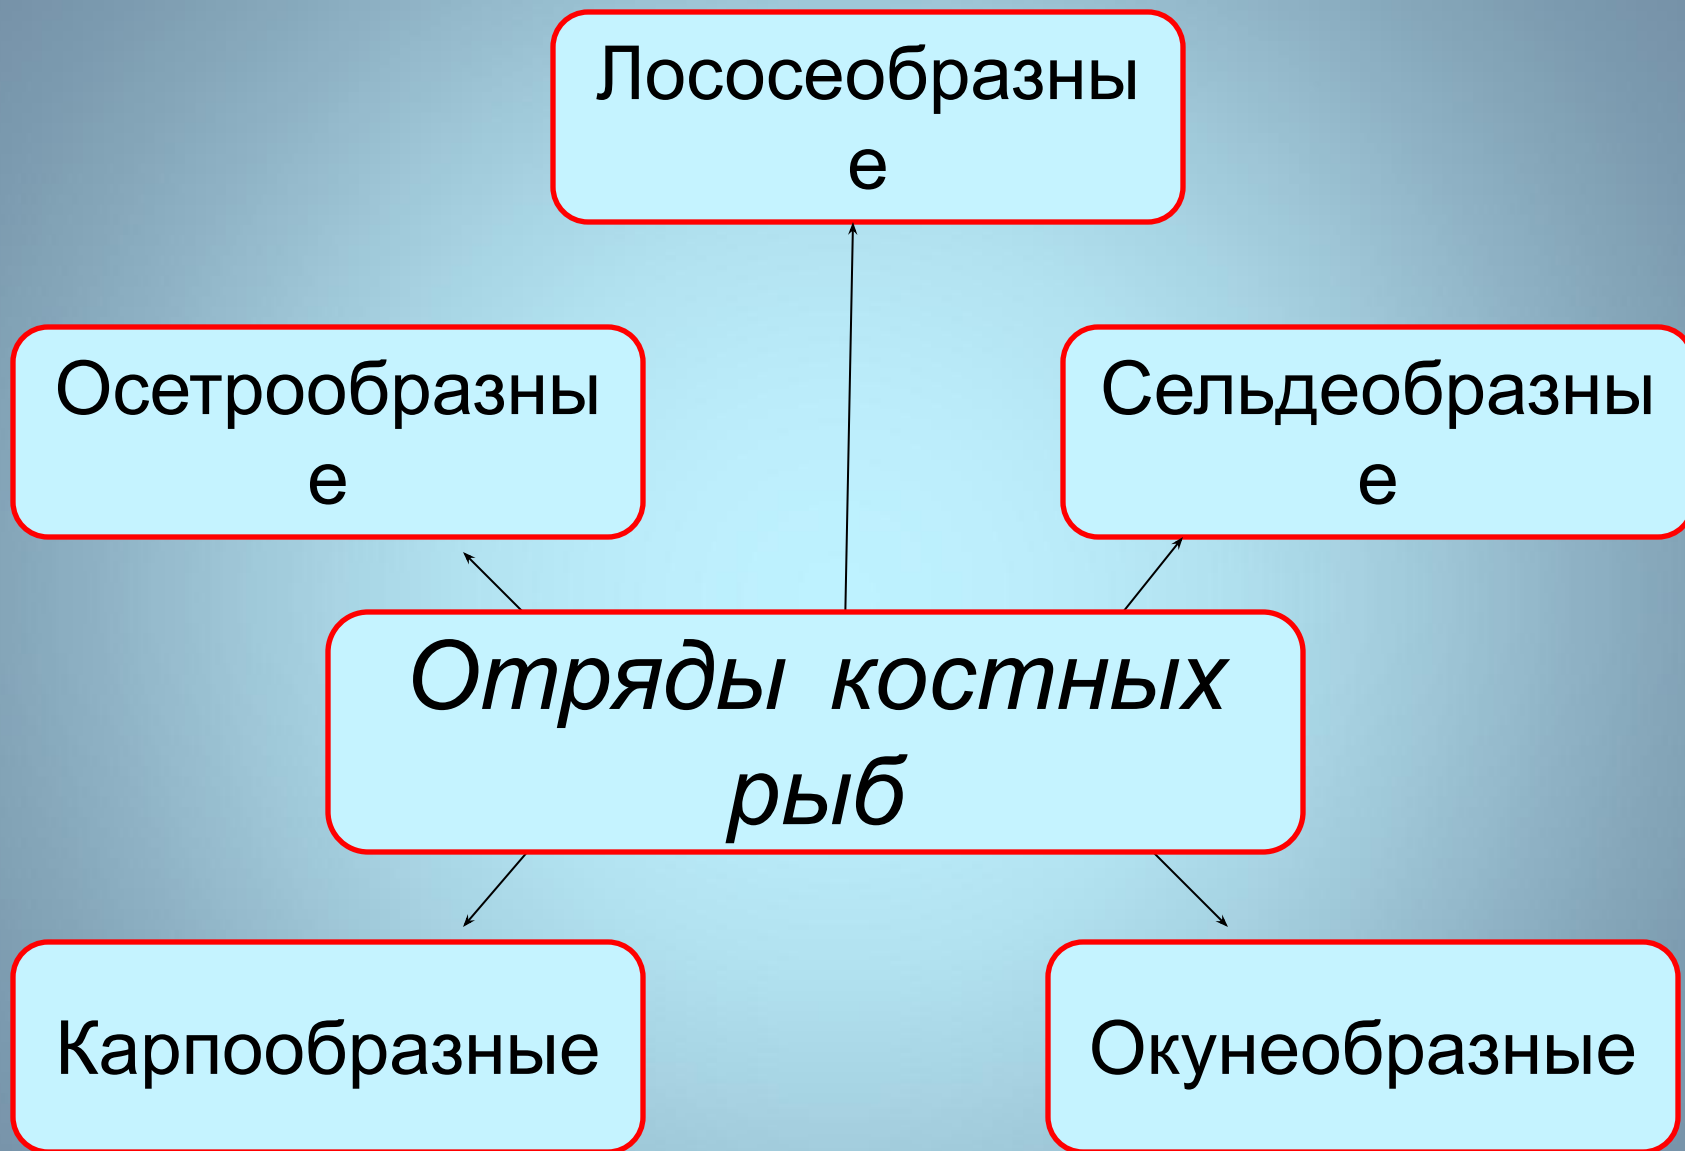 Лососеобразны
е
Осетрообразны
е
Сельдеобразны
е
Отряды костных
рыб
Карпообразные
Окунеобразные